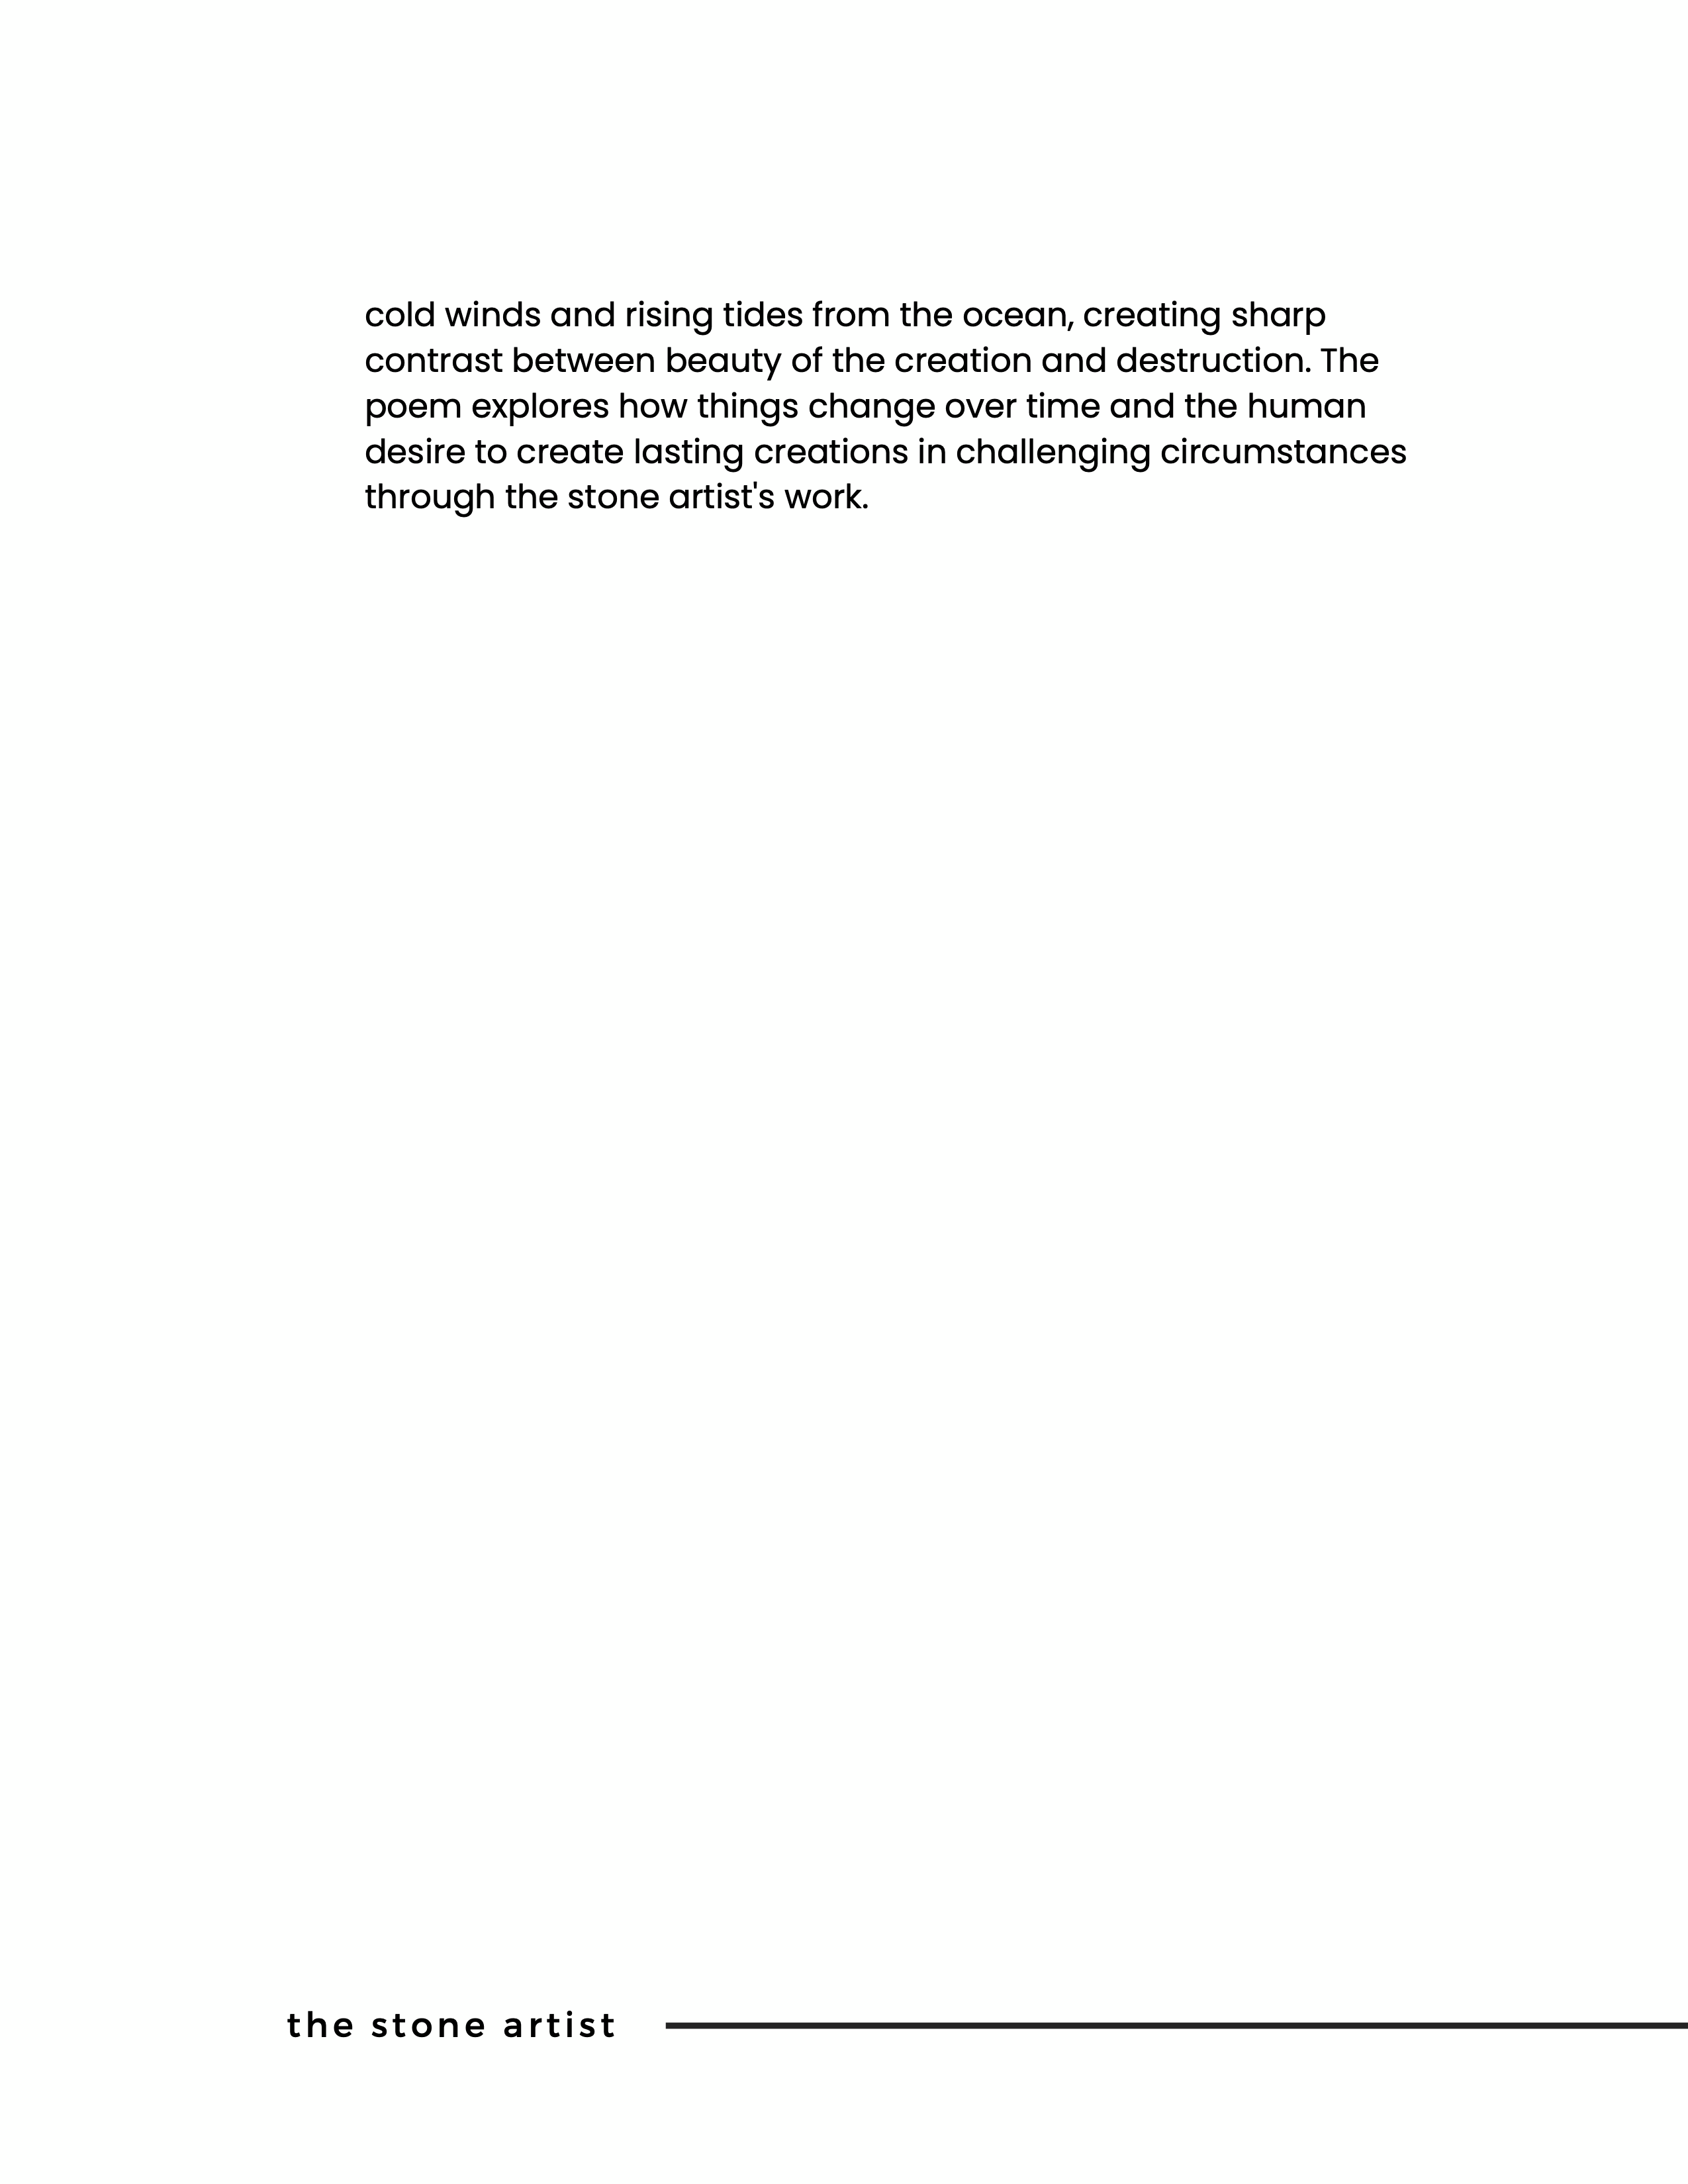 cold winds and rising tides from the ocean, creating sharp
contrast between beauty of the creation and destruction. The
poem explores how things change over time and the human
desire to create lasting creations in challenging circumstances
through the stone artist's work.
the stone artist